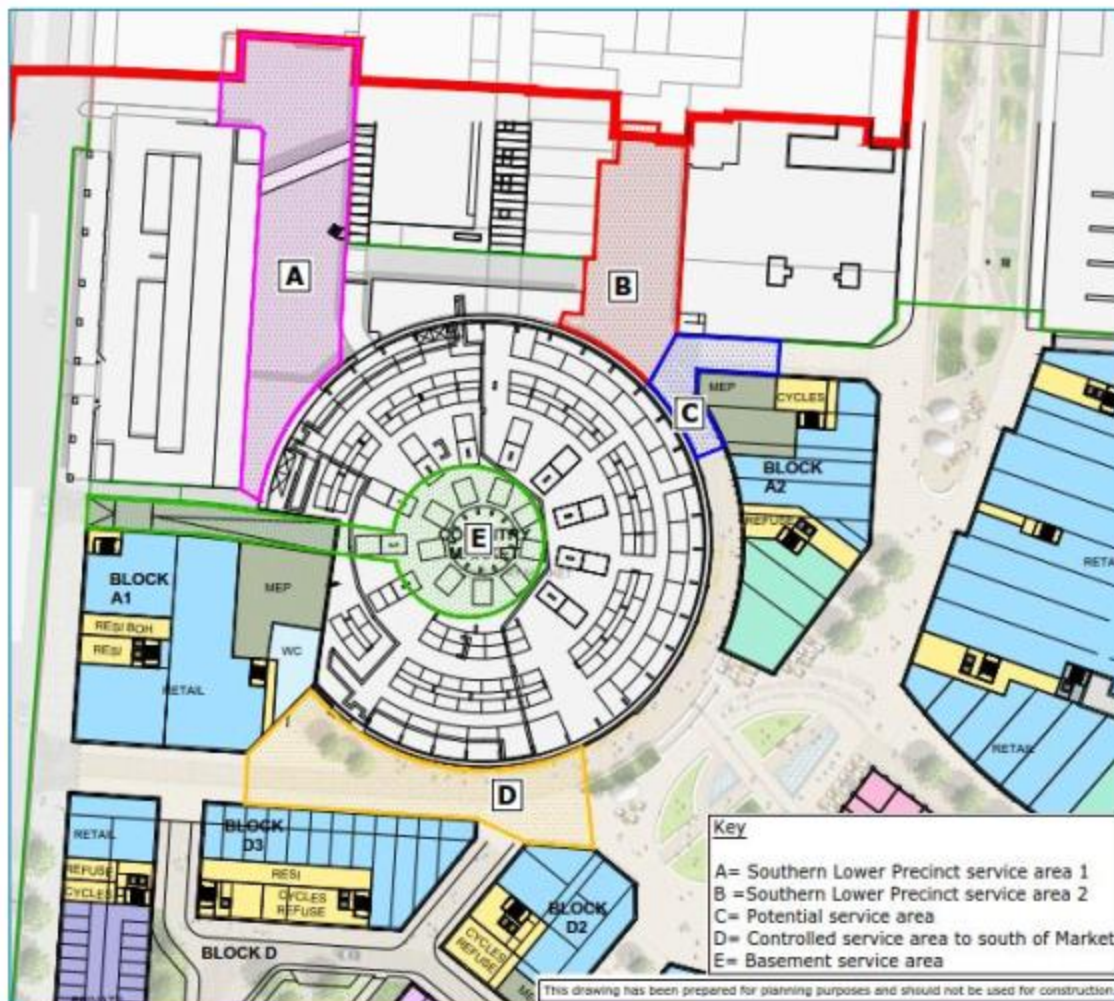 A
B
C
MEP
CYCLES
BLOCK
A2
REFUSE
E
BLOCK
A1
MEP
RESI BOH
RESI
WC
RETAIL
RETAIL
D
RETAIL
BLOCK
D3
REFUSE
CYCLES
RESI
CYCLES
REFUSE
BLOCK
D2
CYCLES
REFUSE
BLOCK D
Key
A= Southern Lower Precinct service area 1
B =Southern Lower Precinct service area 2
C= Potential service area
D= Controlled service area to south of Market
E= Basement service area
This drawing has been prepared for planning purposes and should not be used for construction